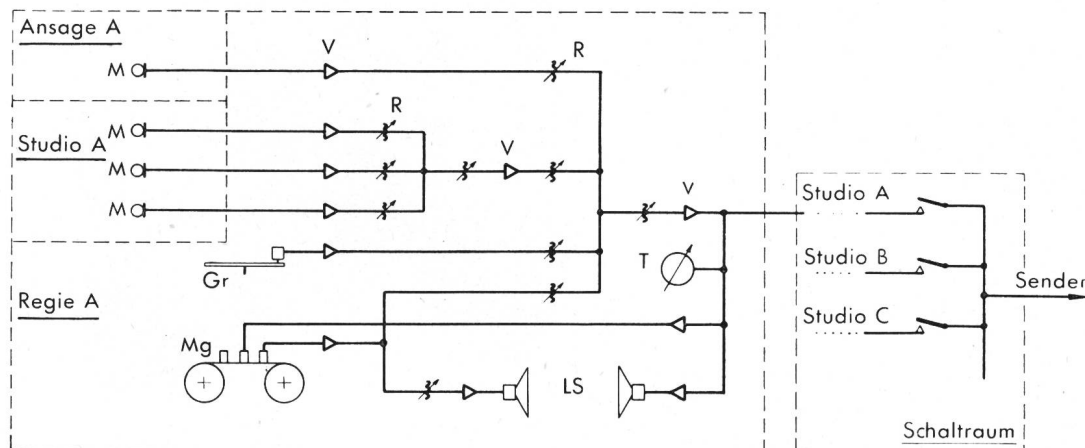 Ansage A
V
R
M
M
R
Studio A
M
V
M
Studio A
V
Gr
T
Studio B
Regie A
Sender
Studio C
Mg
LS
Schaltraum